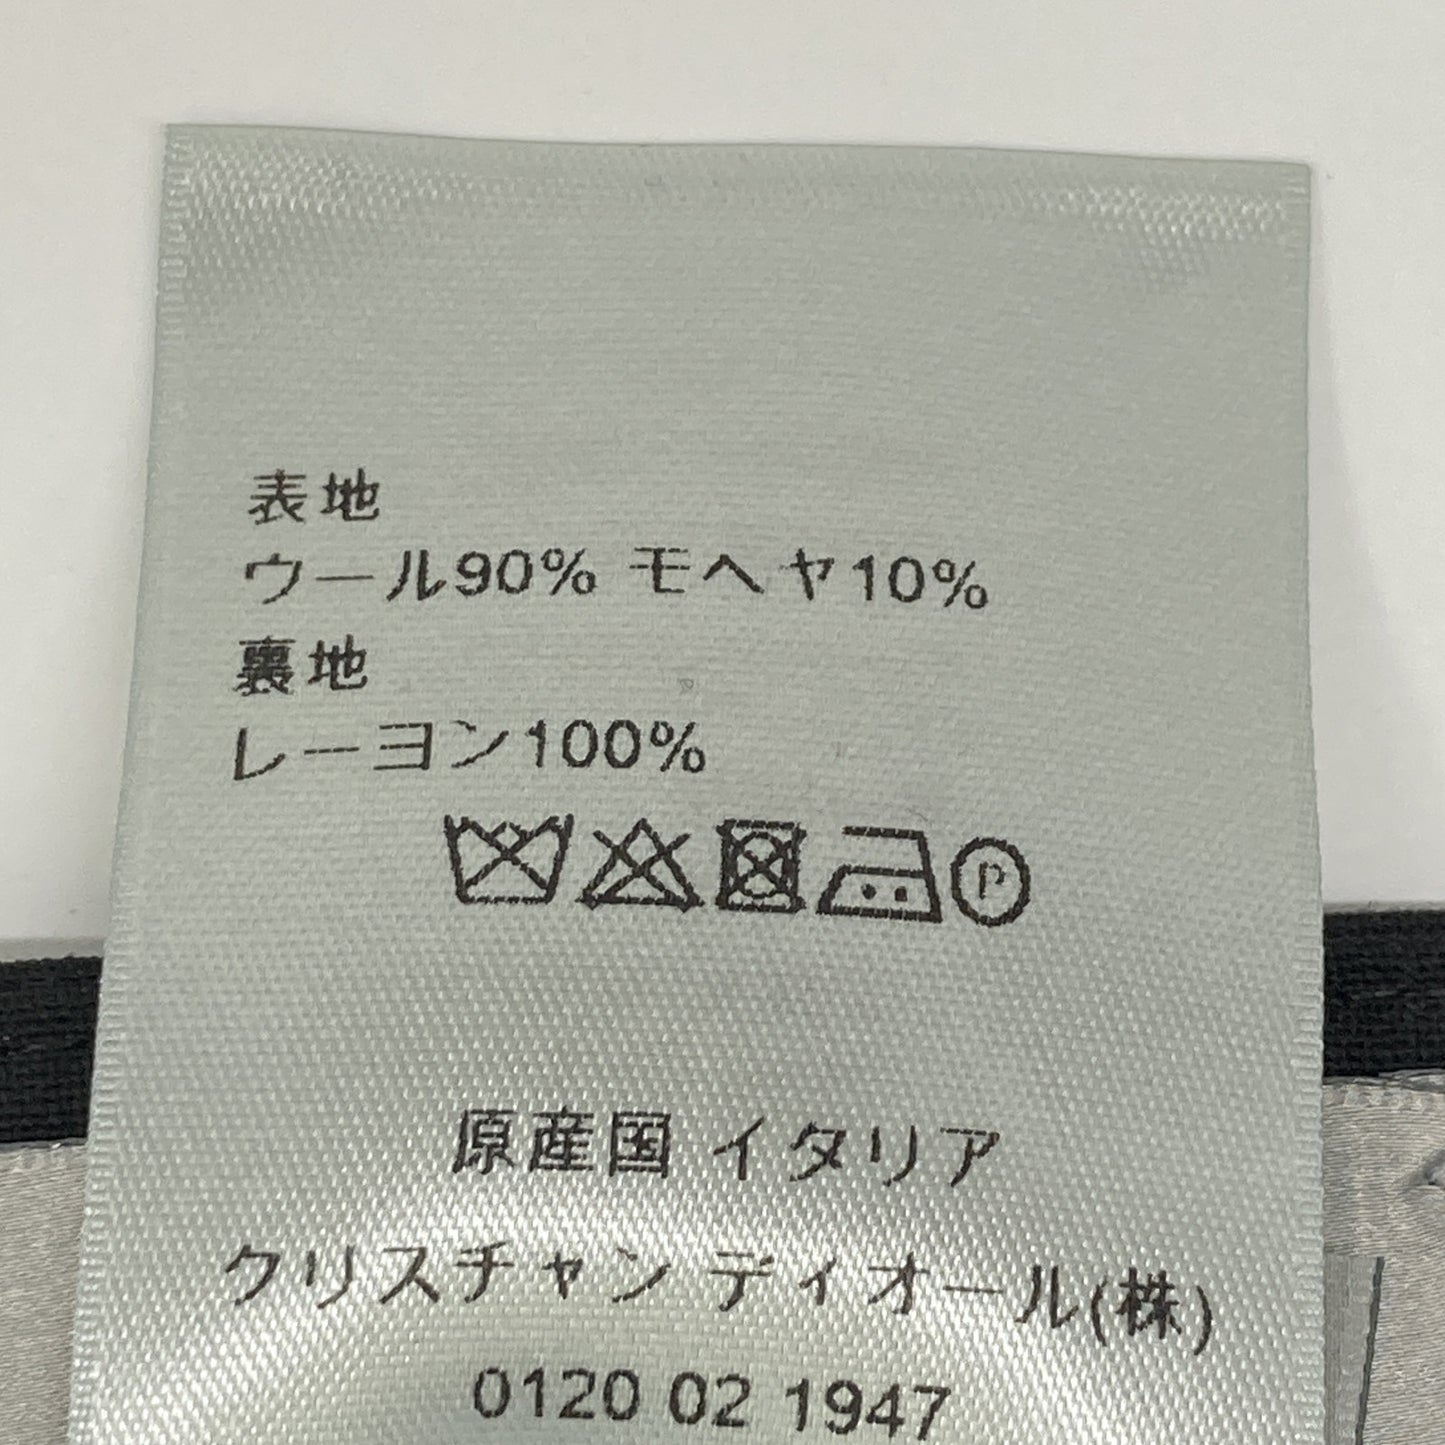 表地
ウール90% モヘヤ10%
裏地
レーヨン100%
P
原産国 イタリア
クリスチャン ディオール(株)
0120 02 1947